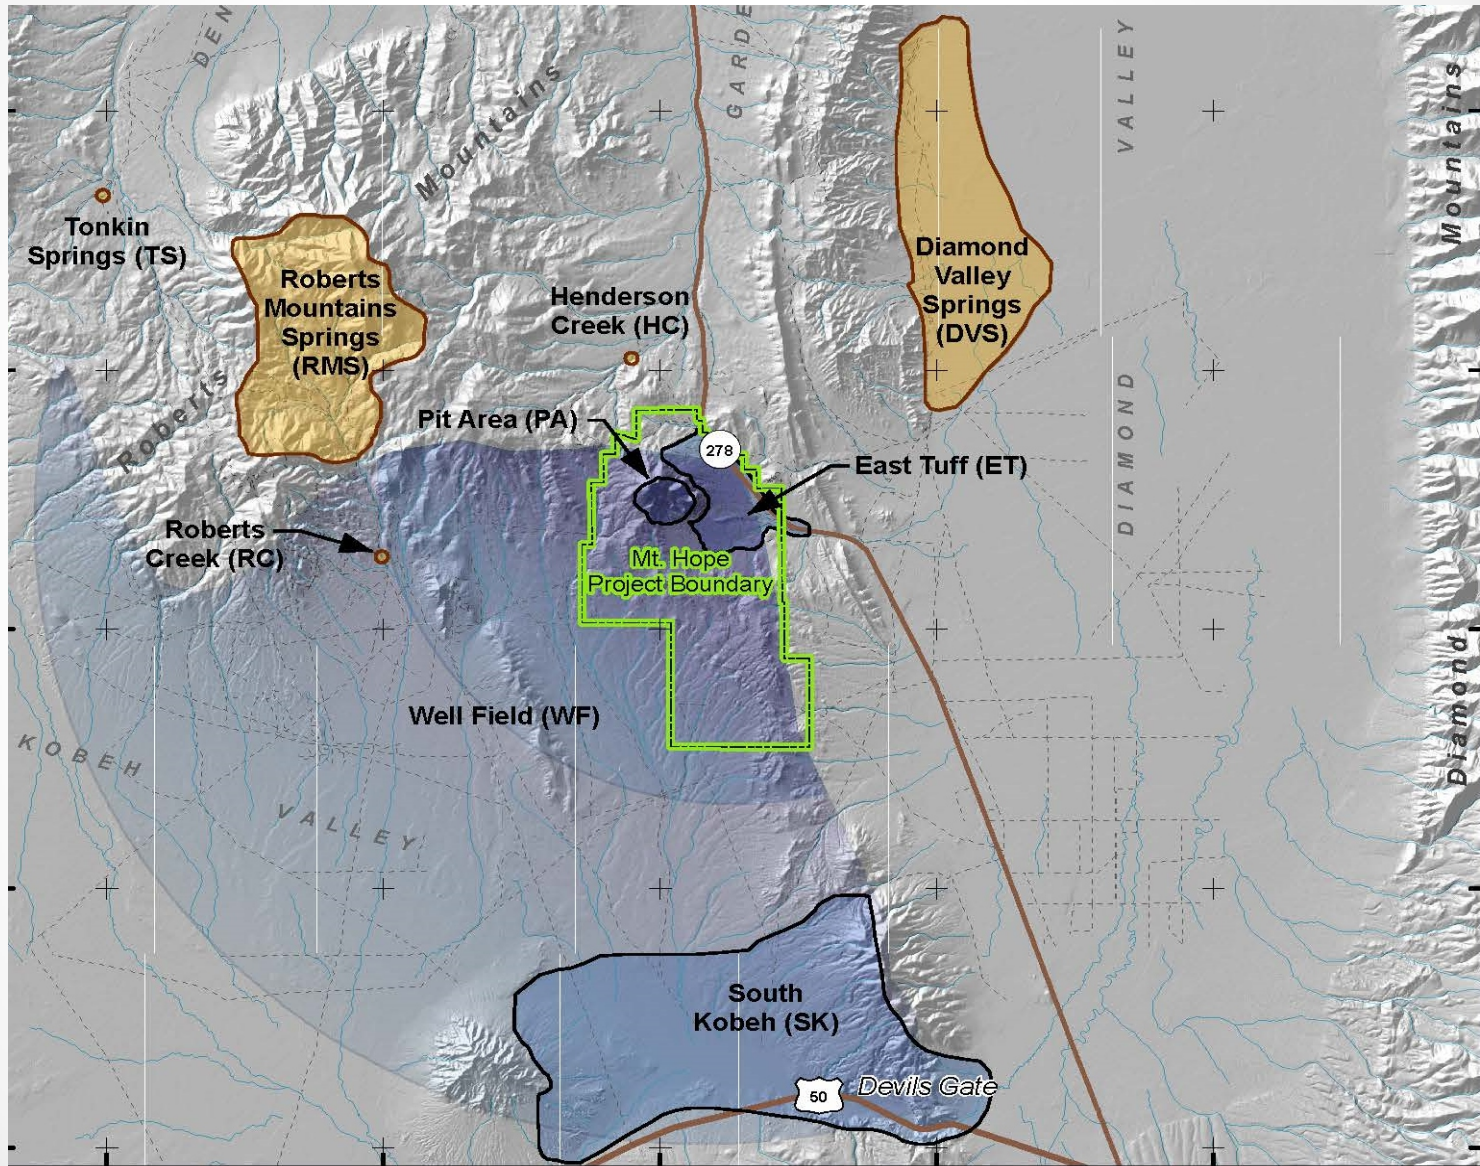 DEN
GARDE
VALLEY
Mountains
Mountains
Tonkin
Springs (TS)
Roberts
Mountains
Springs
(RMS)
Henderson
Creek (HC)
Diamond
Valley
Springs
(DVS)
Roberts
Pit Area (PA)
278
East Tuff (ET)
DIAMOND
Roberts
Creek (RC)
Mt. Hope
Project Boundary
Well Field (WF)
Diamond
KOBEH
VALLEY
South
Kobeh (SK)
Devils Gate
50